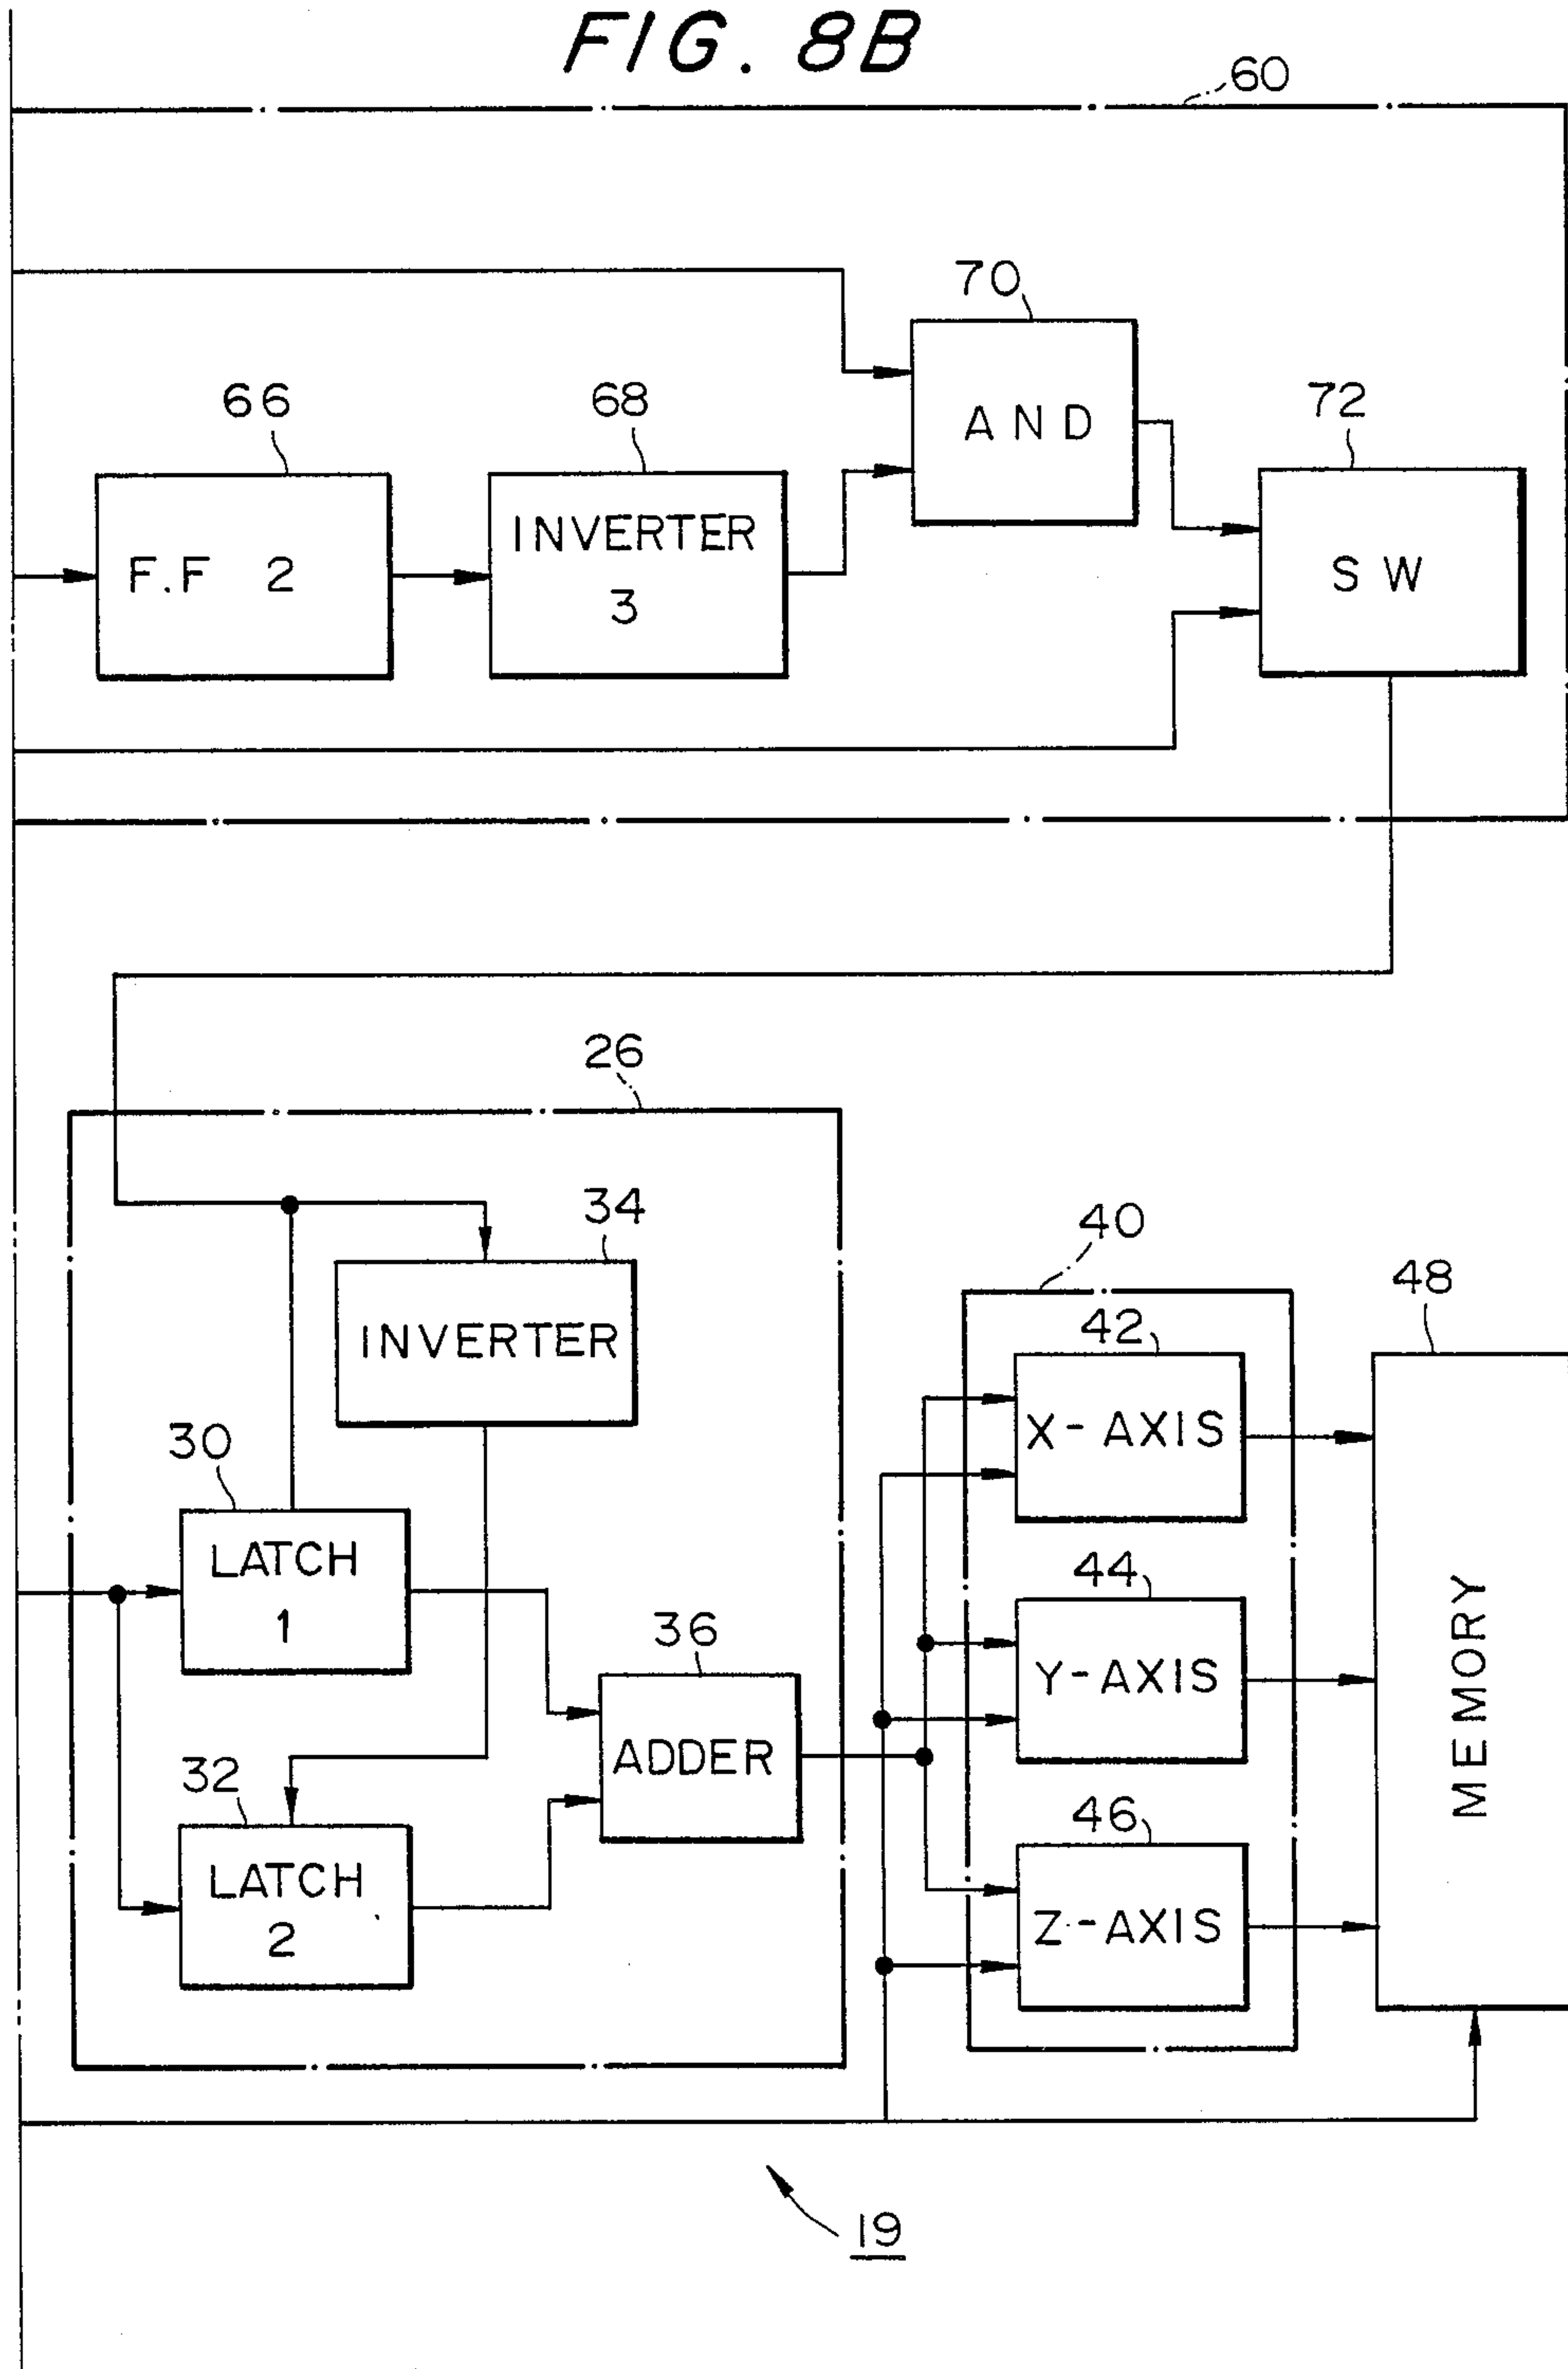 FIG. 8B
60
70
66
68
72
AND
F.F 2
INVERTER
3
SW
26
34
40
48
INVERTER
42
X-AXIS
30
LATCH
1
44
Y-AXIS
36
MEMORY
ADDER
32
46
LATCH
2
Z-AXIS
19